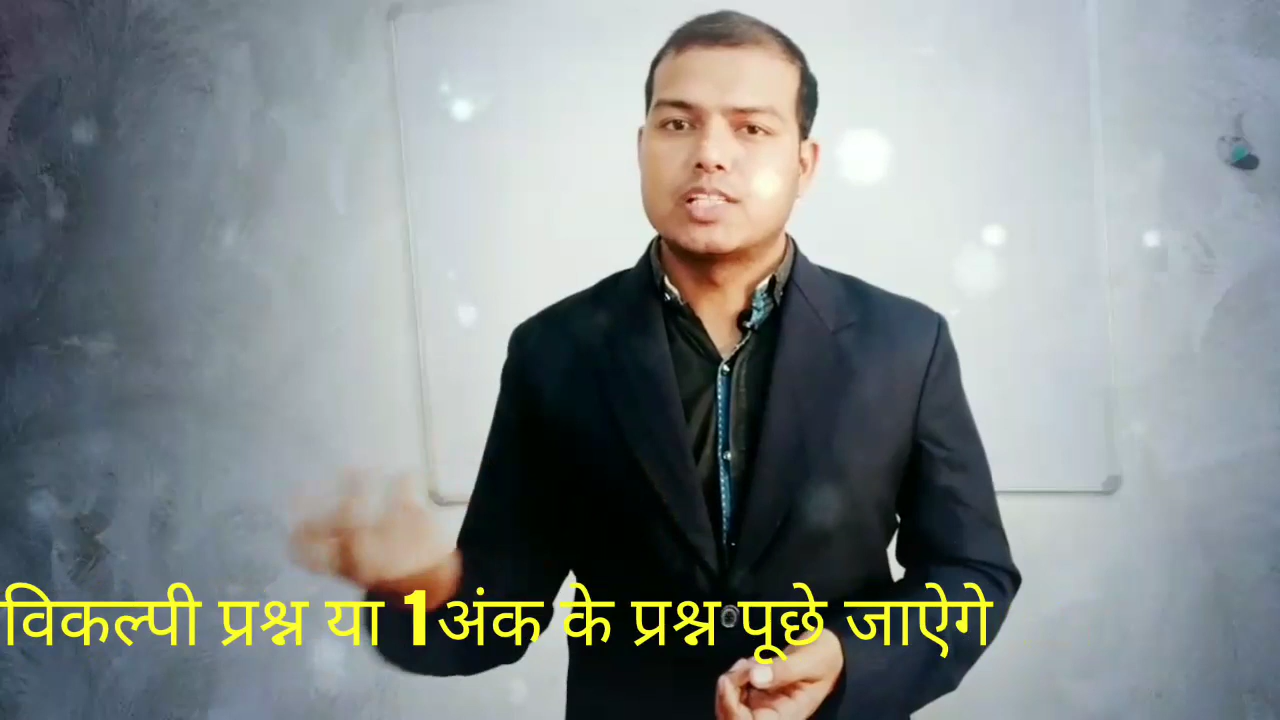 विकल्पी प्रश्न या 1अंक के प्रश्न पूछे जाऐगे